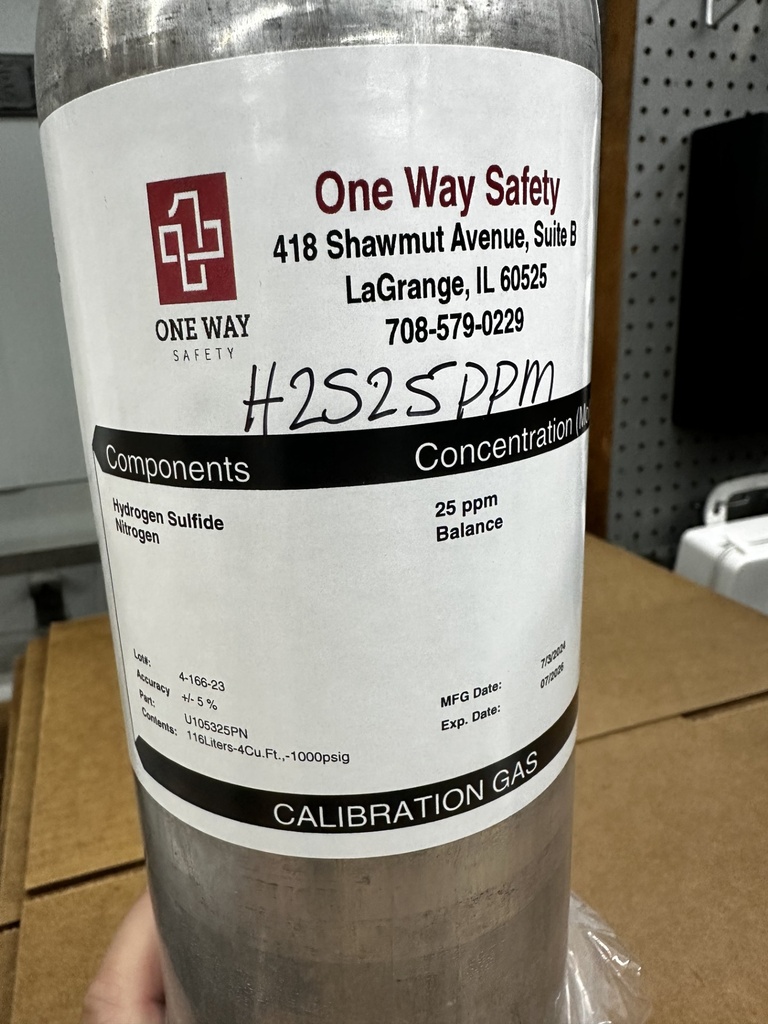 One Way Safety
418 Shawmut Avenue, Suite B
LaGrange, IL 60525
708-579-0229
ONE WAY
SAFETY
H2S25PPM
Components Concentration
Hydrogen Sulfide 25 ppm
Nitrogen Balance
Lot#: 4-166-23
Accuracy +/- 5 %
Part: U105325PN
Contents: 116Liters-4Cu.Ft.,-1000psig
MFG Date: 7/3/2024
Exp. Date: 07/2026
CALIBRATION GAS